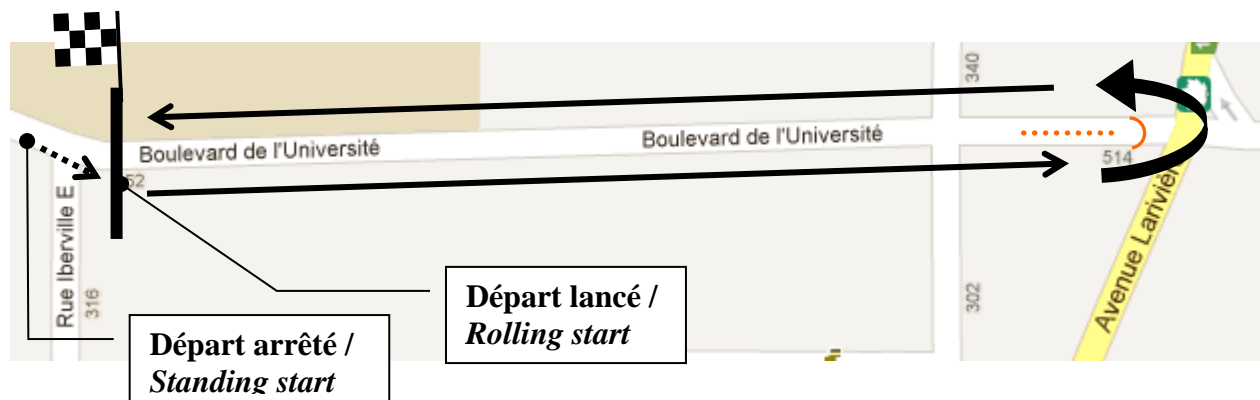 340
Boulevard de l'Université
Boulevard de l'Université
514
52
Rue Iberville E
316
Départ lancé /
Rolling start
302
Avenue Larivière
Départ arrêté /
Standing start